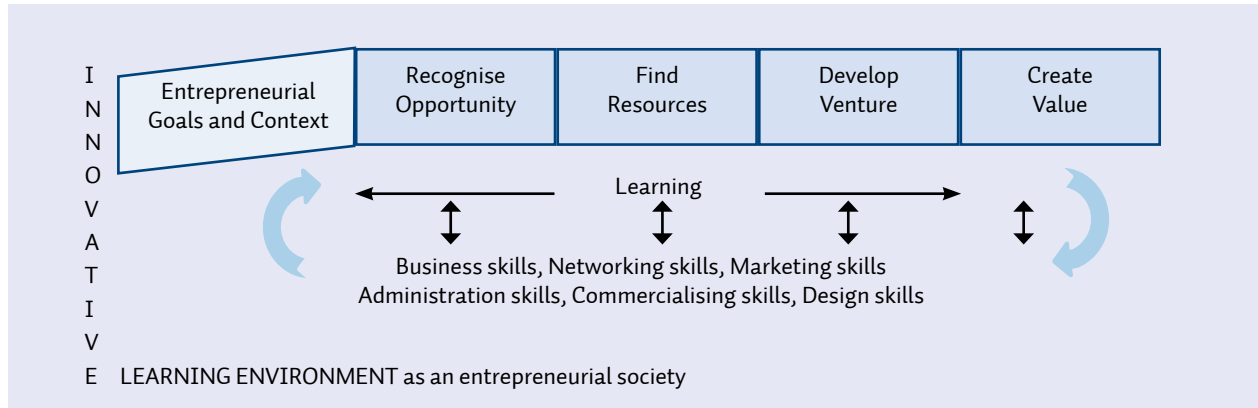 Entrepreneurial
Goals and Context
Recognise
Opportunity
Find
Resources
Develop
Venture
Create
Value
Learning
Business skills, Networking skills, Marketing skills
Administration skills, Commercialising skills, Design skills
INNOVATIVE
LEARNING ENVIRONMENT as an entrepreneurial society